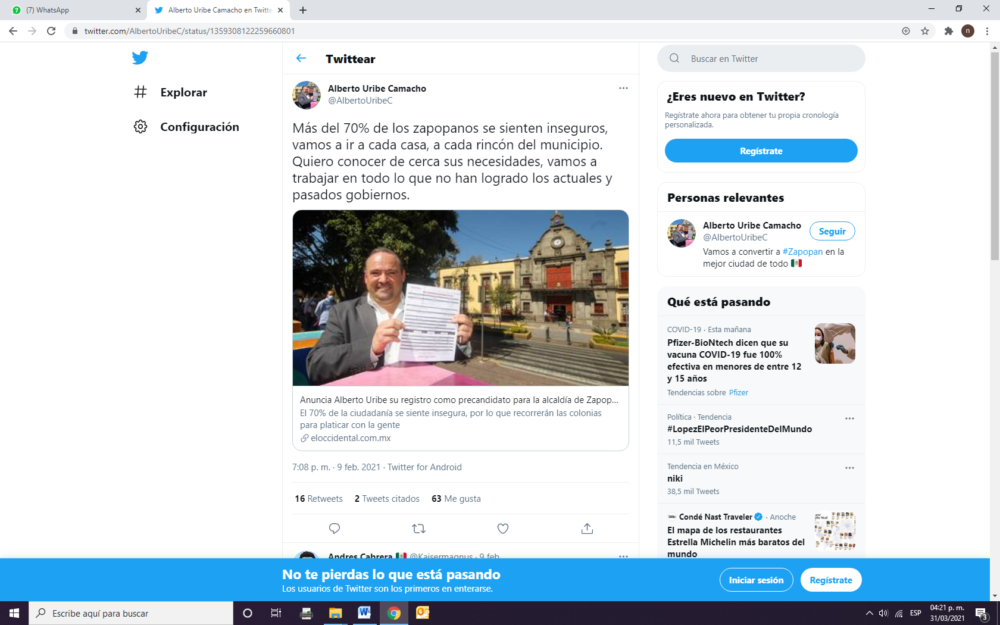 (7) WhatsApp
Alberto Uribe Camacho en Twitte
twitter.com/AlbertoUribeC/status/1359308122259660801
n
Explorar
Configuración
Twittear
Alberto Uribe Camacho
@AlbertoUribeC
Más del 70% de los zapopanos se sienten inseguros,
vamos a ir a cada casa, a cada rincón del municipio.
Quiero conocer de cerca sus necesidades, vamos a
trabajar en todo lo que no han logrado los actuales y
pasados gobiernos.
Anuncia Alberto Uribe su registro como precandidato para la alcaldía de Zapop...
El 70% de la ciudadanía se siente insegura, por lo que recorrerán las colonias
para platicar con la gente
eloccidental.com.mx
7:08 p. m. · 9 feb. 2021 · Twitter for Android
16 Retweets 2 Tweets citados 63 Me gusta
Andres Cabrera @Kaisermagnus · 9 feb.
Buscar en Twitter
¿Eres nuevo en Twitter?
Regístrate ahora para obtener tu propia cronología
personalizada.
Regístrate
Personas relevantes
Alberto Uribe Camacho
@AlbertoUribeC
Seguir
Vamos a convertir a #Zapopan en la
mejor ciudad de todo
Qué está pasando
COVID-19 · Esta mañana
Pfizer-BioNtech dicen que su
vacuna COVID-19 fue 100%
efectiva en menores de entre 12
y 15 años
Tendencias sobre Pfizer
Política · Tendencia
#LopezElPeorPresidenteDelMundo
11,5 mil Tweets
Tendencia en México
niki
38,5 mil Tweets
Condé Nast Traveler · Anoche
El mapa de los restaurantes
Estrella Michelin más baratos del
mundo
No te pierdas lo que está pasando
Los usuarios de Twitter son los primeros en enterarse.
Iniciar sesión
Regístrate
Escribe aquí para buscar
ESP
04:21 p. m.
31/03/2021
3